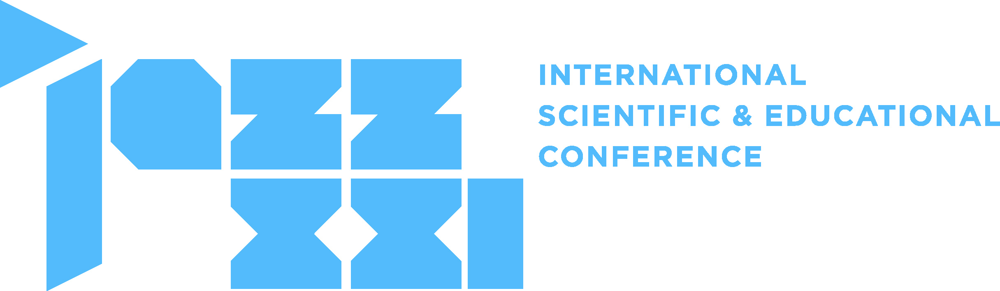 jazz
XXI
INTERNATIONAL
SCIENTIFIC & EDUCATIONAL
CONFERENCE